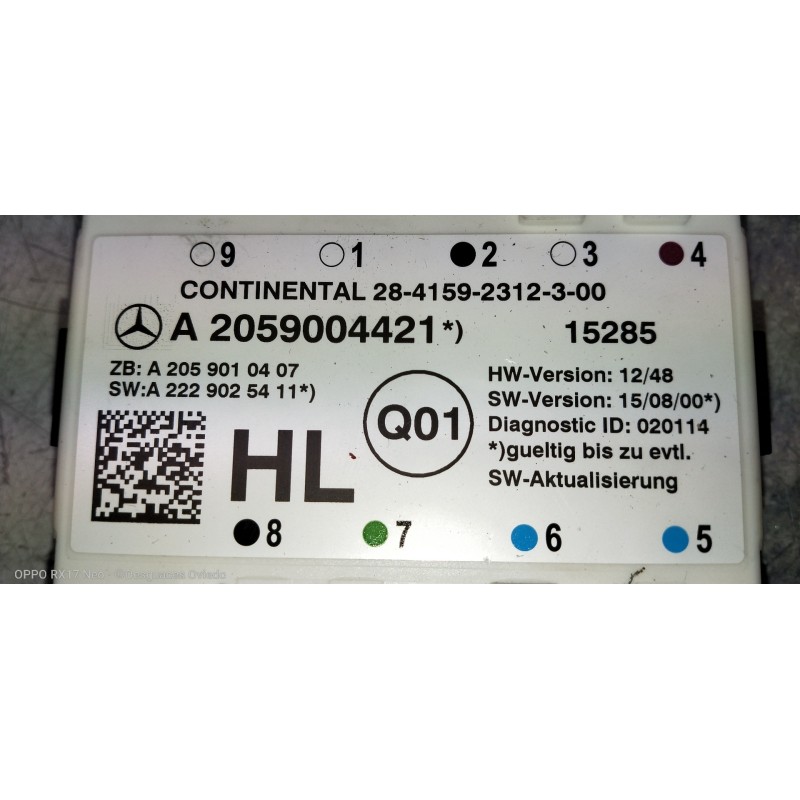 9 1 2 3 4
CONTINENTAL 28-4159-2312-3-00
A 2059004421*) 15285
ZB: A 205 901 04 07
SW:A 222 902 54 11*)
Q01
HW-Version: 12/48
SW-Version: 15/08/00*)
Diagnostic ID: 020114
*)gueltig bis zu evtl.
SW-Aktualisierung
HL
8 7 6 5
OPPO RX17 Neo Desguaces Oviedo